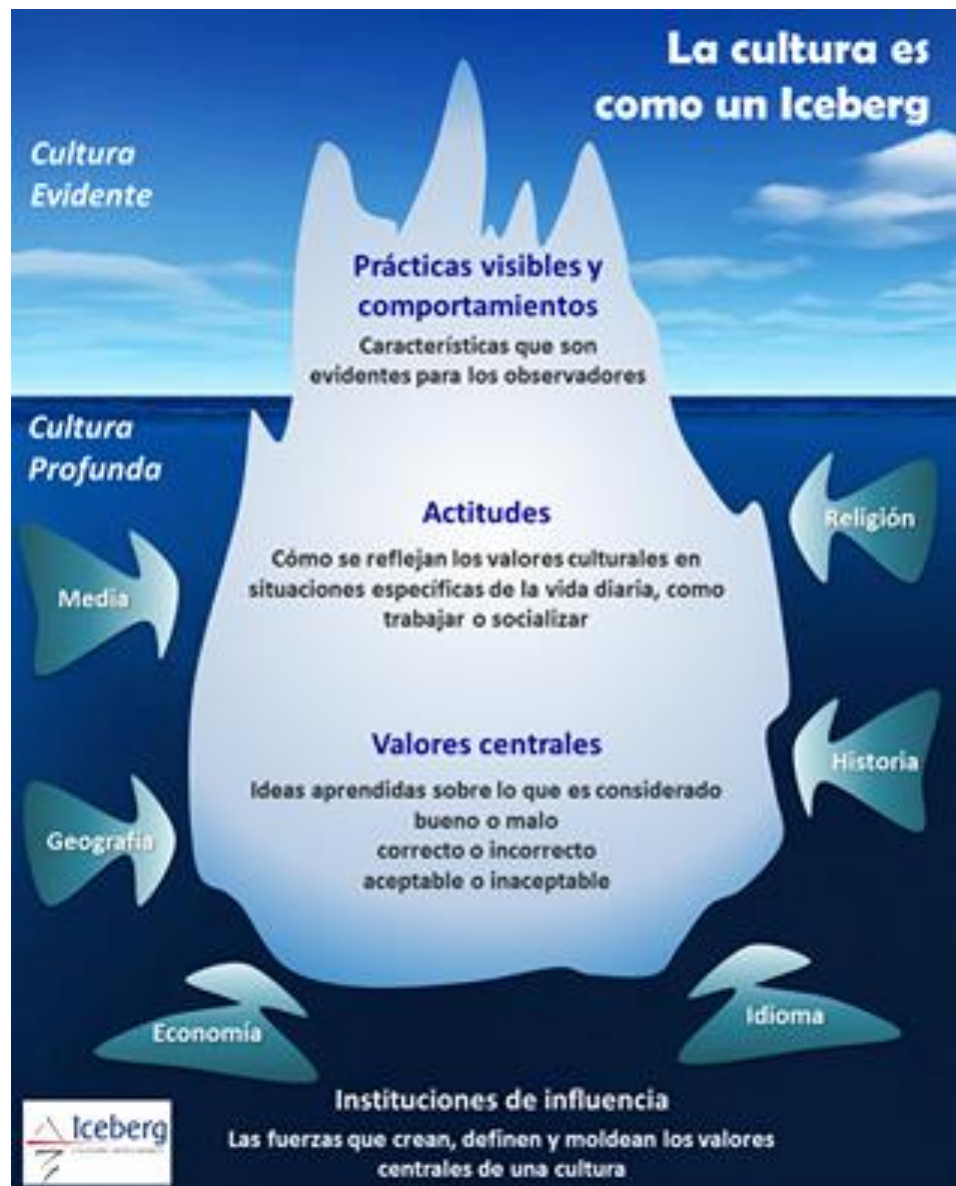 La cultura es
como un Iceberg
Cultura
Evidente
Prácticas visibles y
comportamientos
Características que son
evidentes para los observadores
Cultura
Profunda
Actitudes
Cómo se reflejan los valores culturales en
situaciones específicas de la vida diaria, como
trabajar o socializar
Religión
Media
Valores centrales
Ideas aprendidas sobre lo que es considerado
bueno o malo
correcto o incorrecto
aceptable o inaceptable
Historia
Geografía
Economía
Idioma
Instituciones de influencia
Las fuerzas que crean, definen y moldean los valores
centrales de una cultura
Iceberg